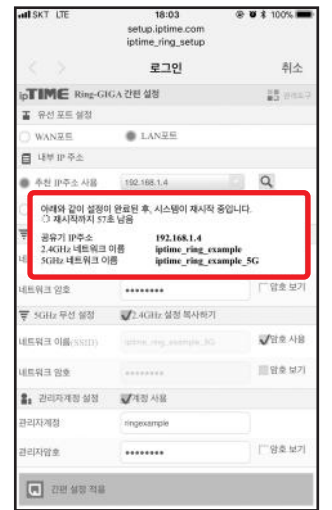 SKT LTE 18:03 100%
setup.iptime.com
iptime_ring_setup
로그인 취소
ipTIME Ring-GIGA 간편 설정 관리도구
유선 포트 설정
WAN포트 LAN포트
내부 IP 주소
추천 IP주소 사용 192.168.1.4
아래와 같이 설정이 완료된 후, 시스템이 재시작 중입니다.
재시작까지 57초 남음
공유기 IP주소 192.168.1.4
2.4GHz 네트워크 이름 iptime_ring_example
5GHz 네트워크 이름 iptime_ring_example_5G
네트워크 암호 •••••••• 암호 보기
5GHz 무선 설정 2.4GHz 설정 복사하기
네트워크 이름(SSID) iptime_ring_example_5G 암호 사용
네트워크 암호 •••••••• 암호 보기
관리자계정 설정 계정 사용
관리자계정 ringexample
관리자암호 •••••••• 암호 보기
간편 설정 적용